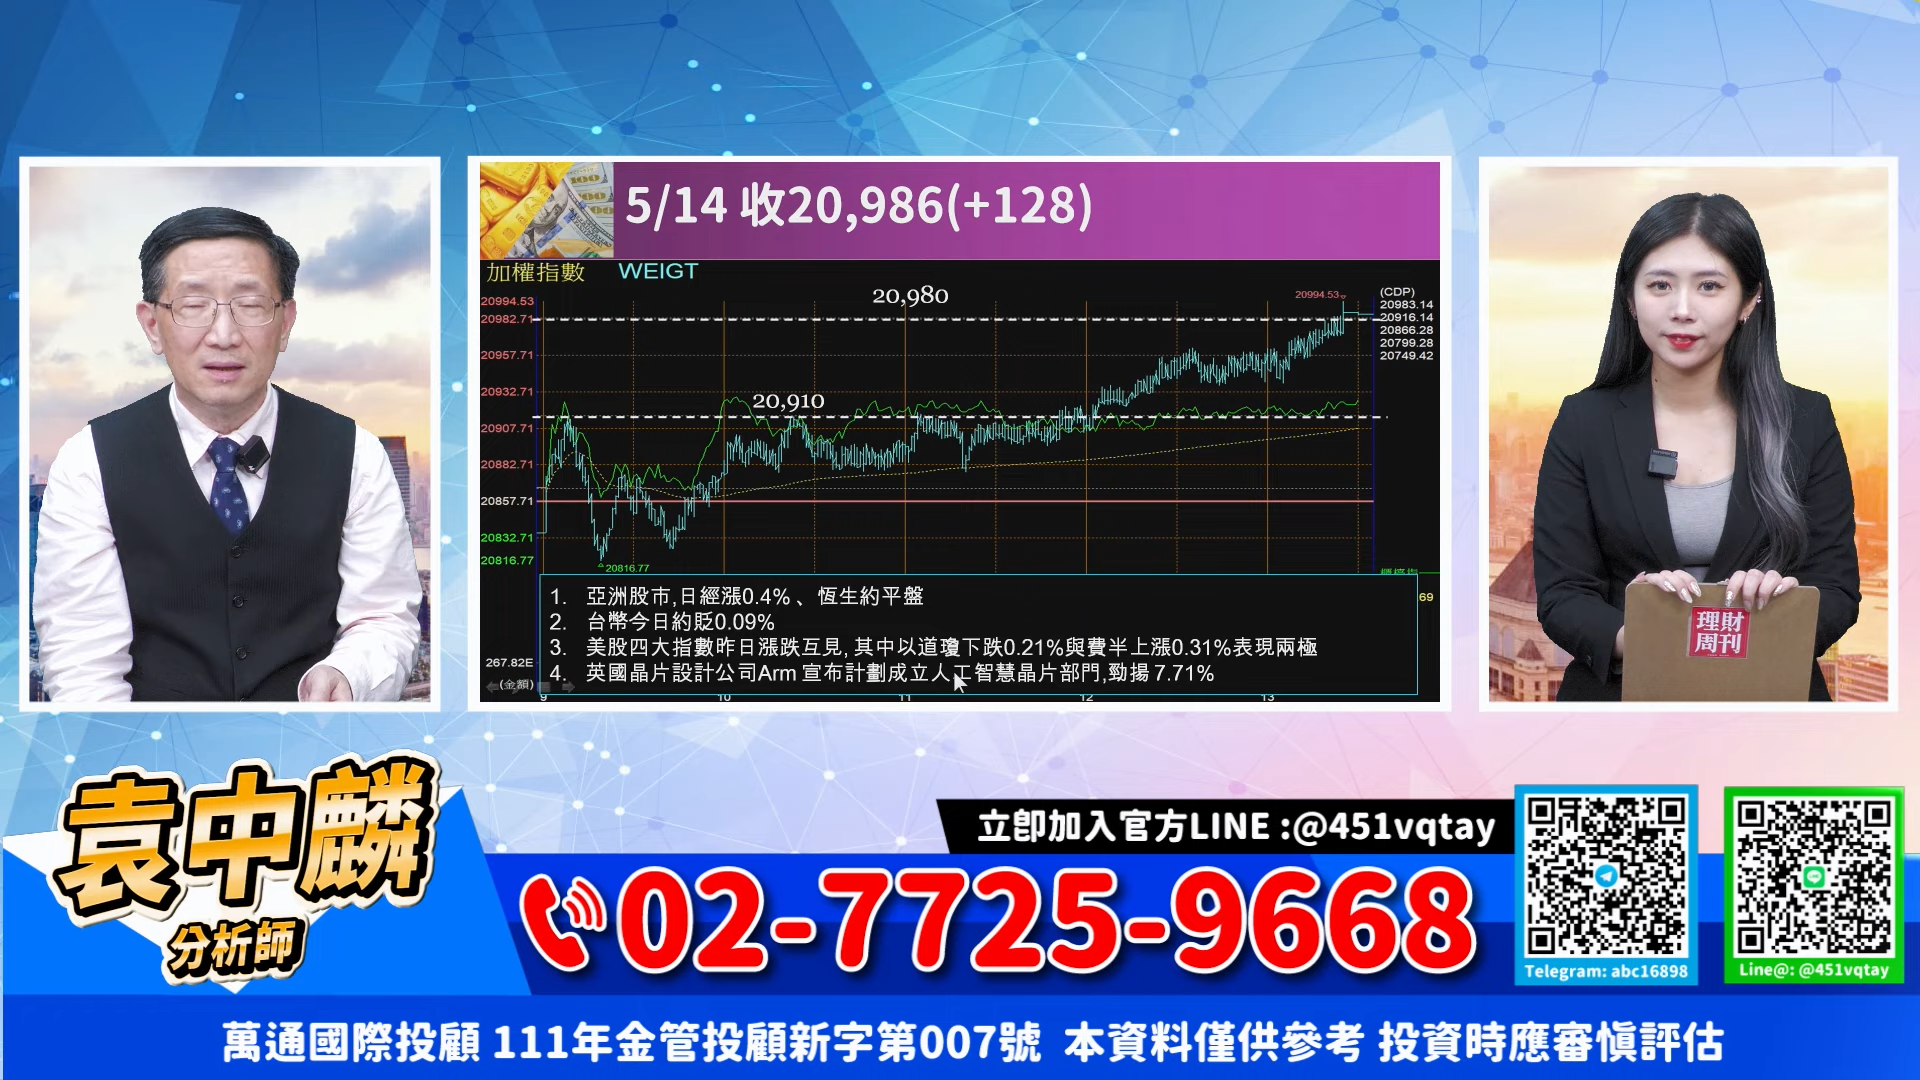 5/14 收20,986(+128)
加權指數 WEIGT
20994.53
20982.71
20957.71
20932.71
20907.71
20882.71
20857.71
20832.71
20816.77
267.82E
(金額)
20,980
20,910
20994.53
20816.77
(CDP)
20983.14
20916.14
20866.28
20799.28
20749.42
69
1. 亞洲股市,日經漲0.4%、恆生約平盤
2. 台幣今日約貶0.09%
3. 美股四大指數昨日漲跌互見,其中以道瓊下跌0.21%與費半上漲0.31%表現兩極
4. 英國晶片設計公司Arm 宣布計劃成立人工智慧晶片部門,勁揚7.71%
9 10 11 12 13
理財
周刊
袁中麟
分析師
立即加入官方LINE :@451vqtay
02-7725-9668
Telegram: abc16898
Line@: @451vqtay
萬通國際投顧 111年金管投顧新字第007號 本資料僅供參考 投資時應審慎評估